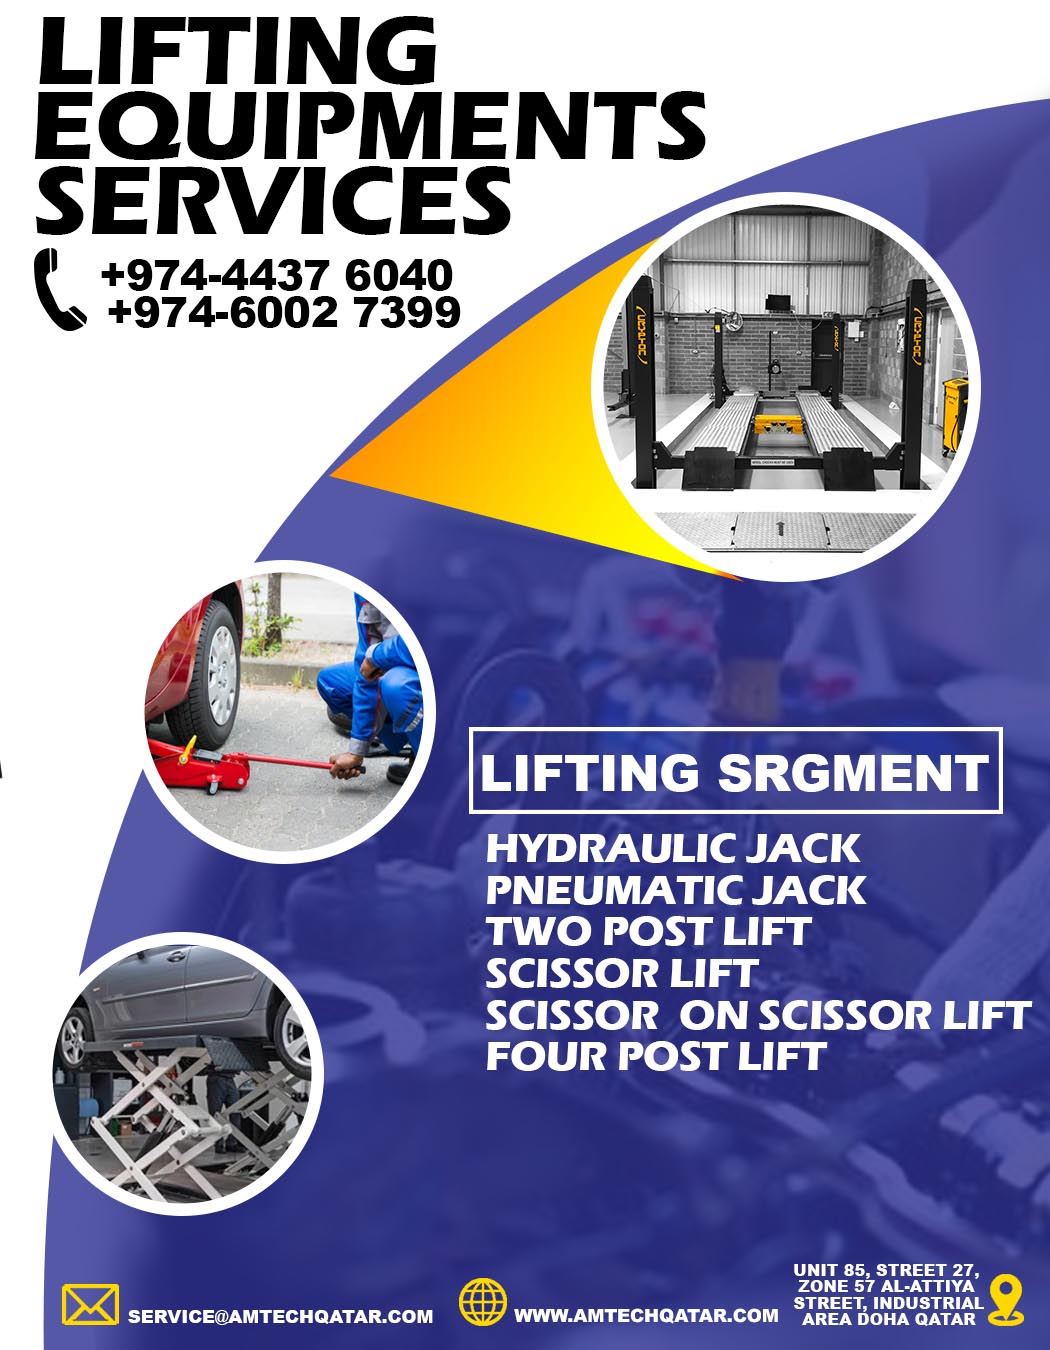 LIFTING
EQUIPMENTS
SERVICES
+974-4437 6040
+974-6002 7399
LIFTING SRGMENT
HYDRAULIC JACK
PNEUMATIC JACK
TWO POST LIFT
SCISSOR LIFT
SCISSOR ON SCISSOR LIFT
FOUR POST LIFT
SERVICE@AMTECHQATAR.COM
WWW.AMTECHQATAR.COM
UNIT 85, STREET 27,
ZONE 57 AL-ATTIYA
STREET, INDUSTRIAL
AREA DOHA QATAR